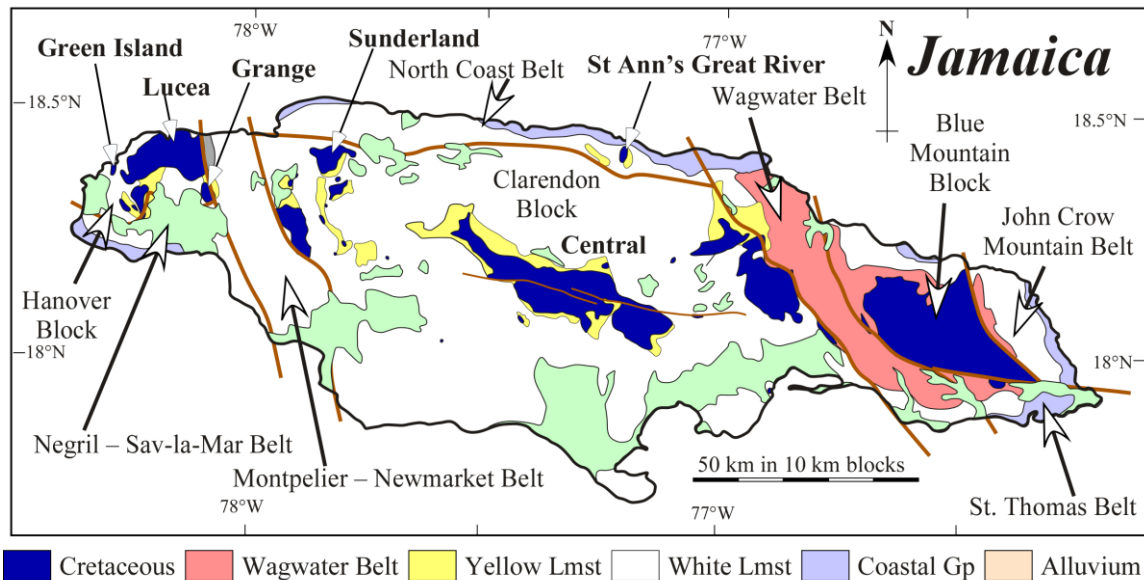 78°W
77°W
N
Jamaica
Green Island
Sunderland
North Coast Belt
St Ann's Great River
Lucea
Grange
Wagwater Belt
18.5°N
18.5°N
Blue
Mountain
Block
Clarendon
Block
John Crow
Mountain Belt
Central
Hanover
Block
18°N
18°N
Negril – Sav-la-Mar Belt
Montpelier – Newmarket Belt
50 km in 10 km blocks
St. Thomas Belt
78°W
77°W
Cretaceous
Wagwater Belt
Yellow Lmst
White Lmst
Coastal Gp
Alluvium